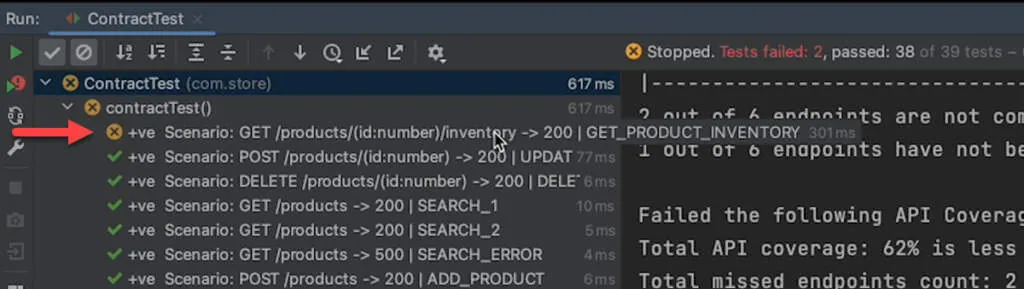 Run: ContractTest
Stopped. Tests failed: 2, passed: 38 of 39 tests –
ContractTest (com.store) 617 ms
contractTest() 617 ms
+ve Scenario: GET /products/(id:number)/inventory -> 200 | GET_PRODUCT_INVENTORY 301 ms
+ve Scenario: POST /products/(id:number) -> 200 | UPDAT 77 ms
+ve Scenario: DELETE /products/(id:number) -> 200 | DELE 6 ms
+ve Scenario: GET /products -> 200 | SEARCH_1 10 ms
+ve Scenario: GET /products -> 200 | SEARCH_2 5 ms
+ve Scenario: GET /products -> 500 | SEARCH_ERROR 4 ms
+ve Scenario: POST /products -> 200 | ADD_PRODUCT 6 ms
|-----------------------------
2 out of 6 endpoints are not com
1 out of 6 endpoints have not be
Failed the following API Coverag
Total API coverage: 62% is less
Total missed endpoints count: 2